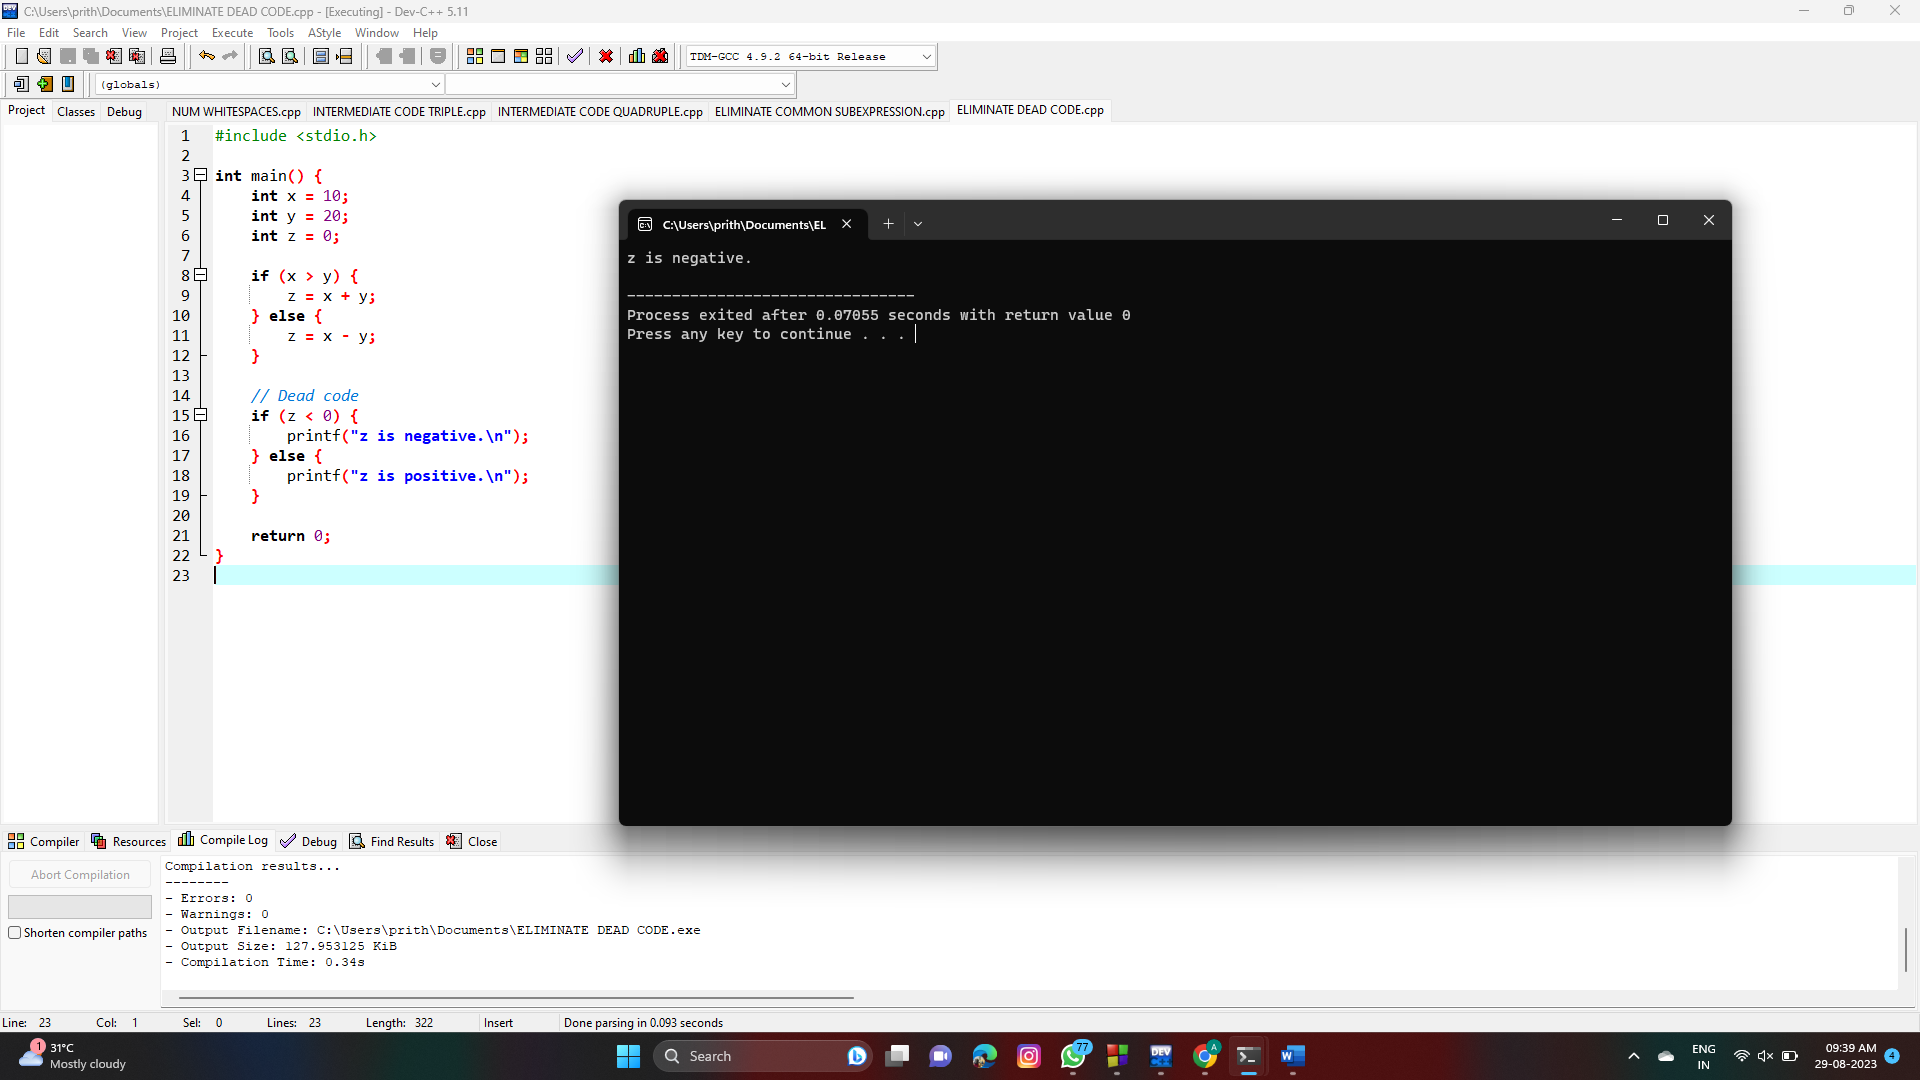 C:\Users\prith\Documents\ELIMINATE DEAD CODE.cpp - [Executing] - Dev-C++ 5.11
File Edit Search View Project Execute Tools AStyle Window Help
TDM-GCC 4.9.2 64-bit Release
(globals)
Project Classes Debug
NUM WHITESPACES.cpp INTERMEDIATE CODE TRIPLE.cpp INTERMEDIATE CODE QUADRUPLE.cpp ELIMINATE COMMON SUBEXPRESSION.cpp ELIMINATE DEAD CODE.cpp
1 #include <stdio.h>
2
3 int main() {
4 int x = 10;
5 int y = 20;
6 int z = 0;
7
8 if (x > y) {
9 z = x + y;
10 } else {
11 z = x - y;
12 }
13
14 // Dead code
15 if (z < 0) {
16 printf("z is negative.\n");
17 } else {
18 printf("z is positive.\n");
19 }
20
21 return 0;
22 }
23
C:\Users\prith\Documents\EL
z is negative.
--------------------------------
Process exited after 0.07055 seconds with return value 0
Press any key to continue . . .
Compiler Resources Compile Log Debug Find Results Close
Abort Compilation
Shorten compiler paths
Compilation results...
--------
- Errors: 0
- Warnings: 0
- Output Filename: C:\Users\prith\Documents\ELIMINATE DEAD CODE.exe
- Output Size: 127.953125 KiB
- Compilation Time: 0.34s
Line: 23 Col: 1 Sel: 0 Lines: 23 Length: 322 Insert Done parsing in 0.093 seconds
1
31°C
Mostly cloudy
Search
77
DEV
A
W
ENG
IN
09:39 AM
29-08-2023
4